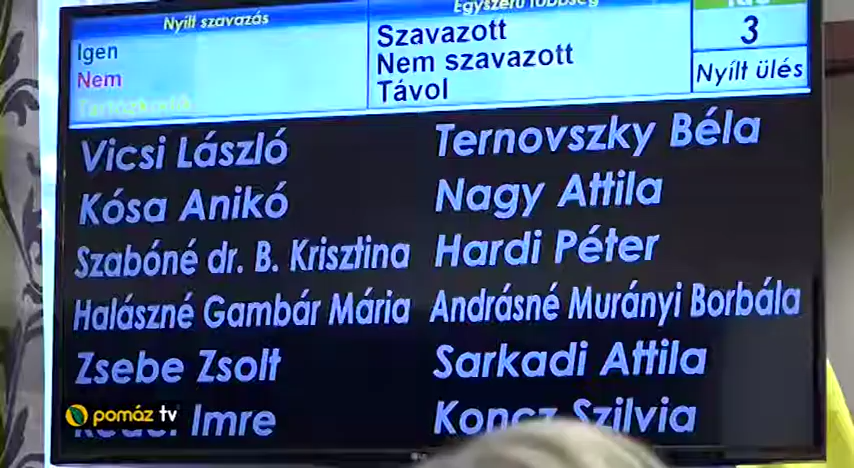 Nyílt szavazás
Egyszerű többség
Igen
Nem
Tartózkodik
Szavazott
Nem szavazott
Távol
Idő
3
Nyílt ülés
Vicsi László
Kósa Anikó
Szabóné dr. B. Krisztina
Halászné Gambár Mária
Zsebe Zsolt
Imre
Ternovszky Béla
Nagy Attila
Hardi Péter
Andrásné Murányi Borbála
Sarkadi Attila
Koncz Szilvia
pomáz tv